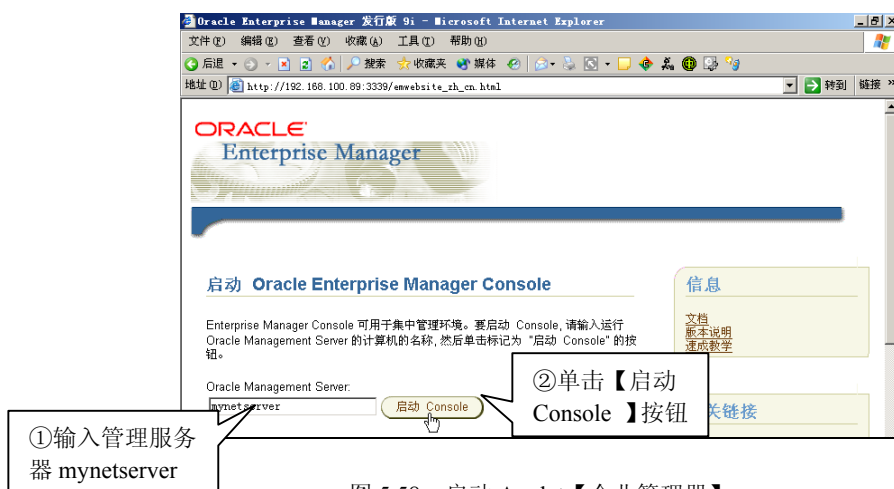 Oracle Enterprise Manager 发行版 9i - Microsoft Internet Explorer
文件(F) 编辑(E) 查看(V) 收藏(A) 工具(T) 帮助(H)
后退 搜索 收藏夹 媒体
地址(D) http://192.168.100.89:3339/emwebsite_zh_cn.html 转到 链接 »
ORACLE
Enterprise Manager
启动 Oracle Enterprise Manager Console
Enterprise Manager Console 可用于集中管理环境。要启动 Console, 请输入运行
Oracle Management Server 的计算机的名称, 然后单击标记为 "启动 Console" 的按
钮。
Oracle Management Server:
mynetserver
启动 Console
信息
文档
版本说明
速成教学
关链接
①输入管理服务
器 mynetserver
②单击【启动
Console 】按钮